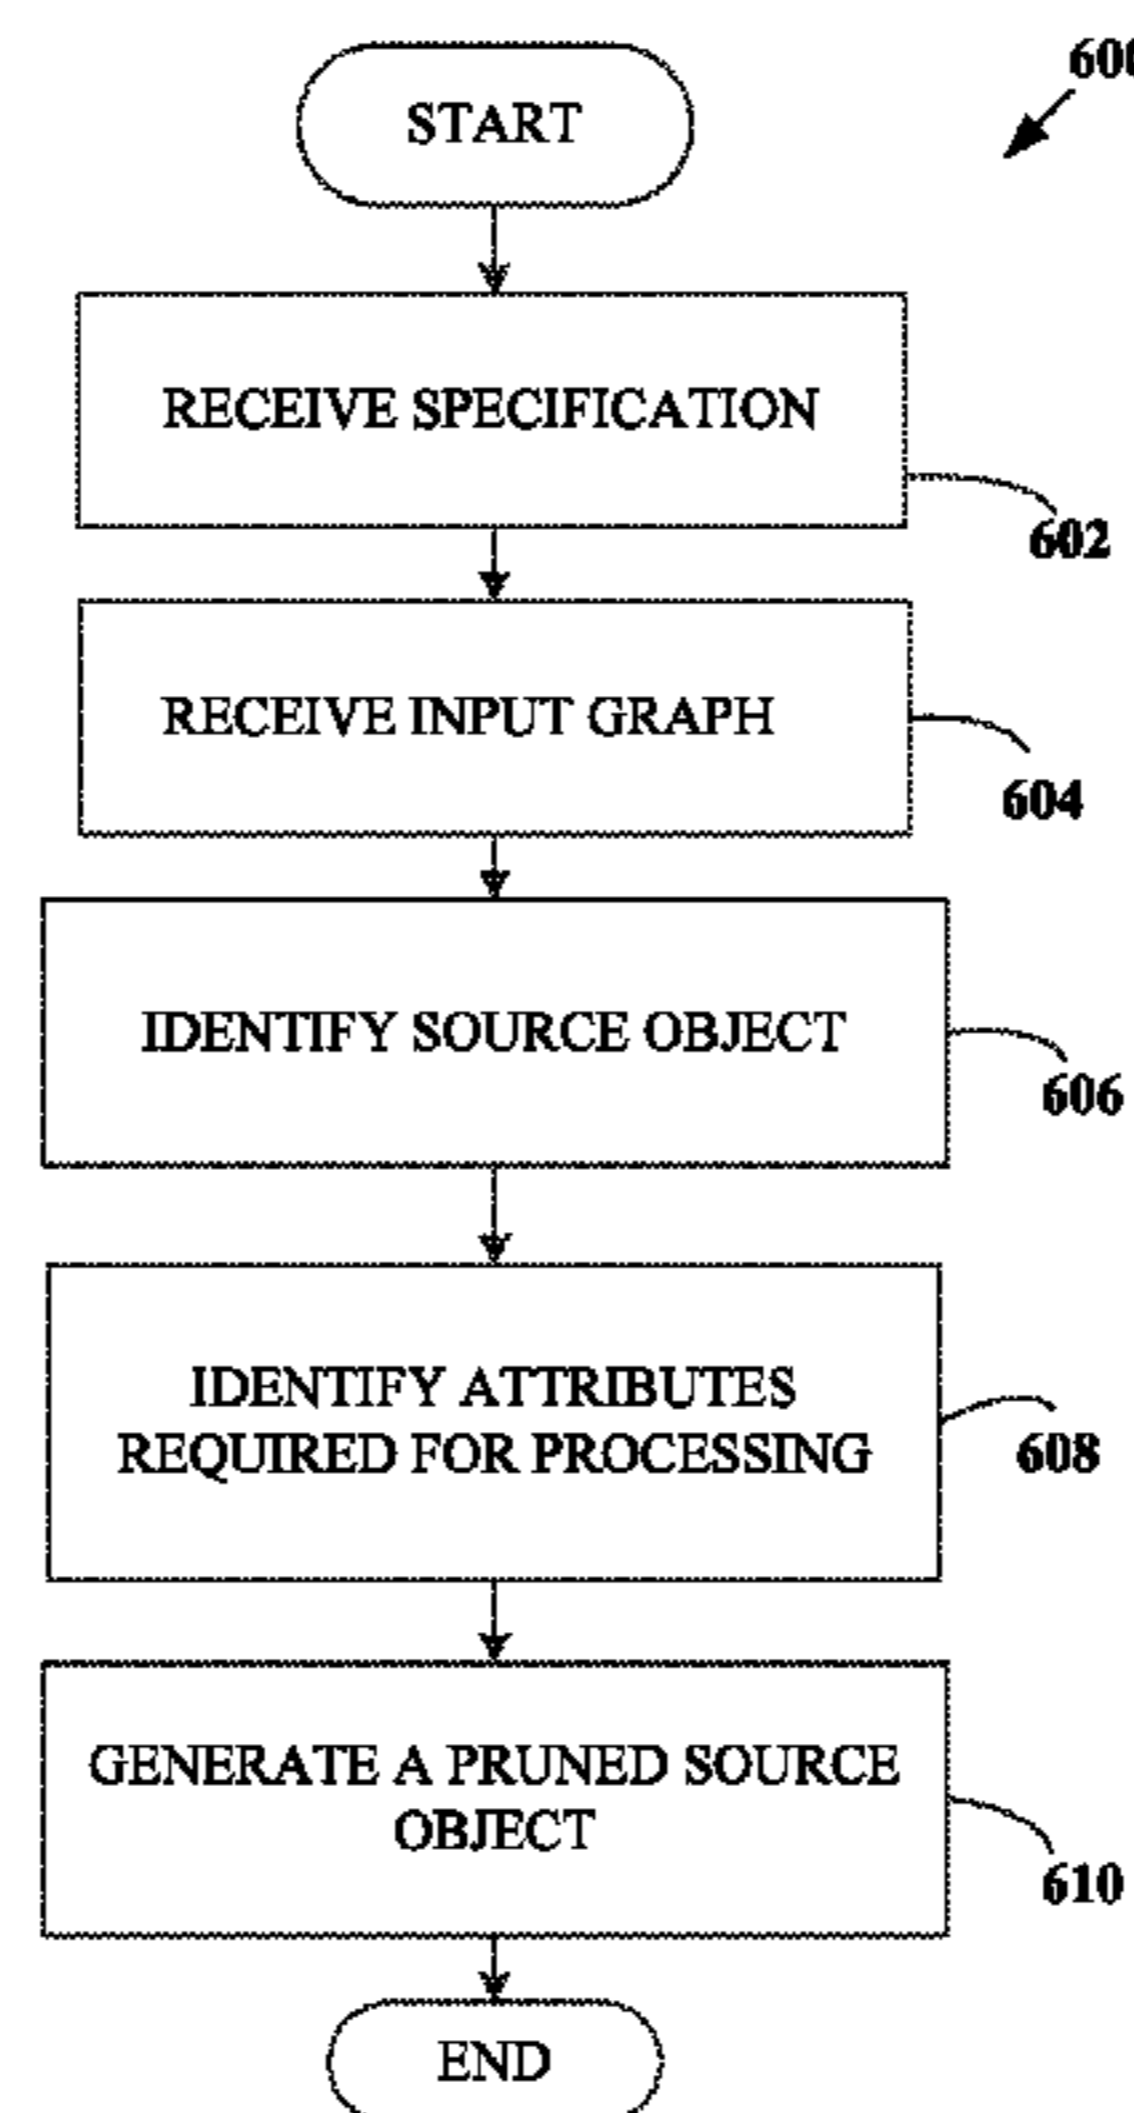 START
600
RECEIVE SPECIFICATION
602
RECEIVE INPUT GRAPH
604
IDENTIFY SOURCE OBJECT
606
IDENTIFY ATTRIBUTES
REQUIRED FOR PROCESSING
608
GENERATE A PRUNED SOURCE
OBJECT
610
END